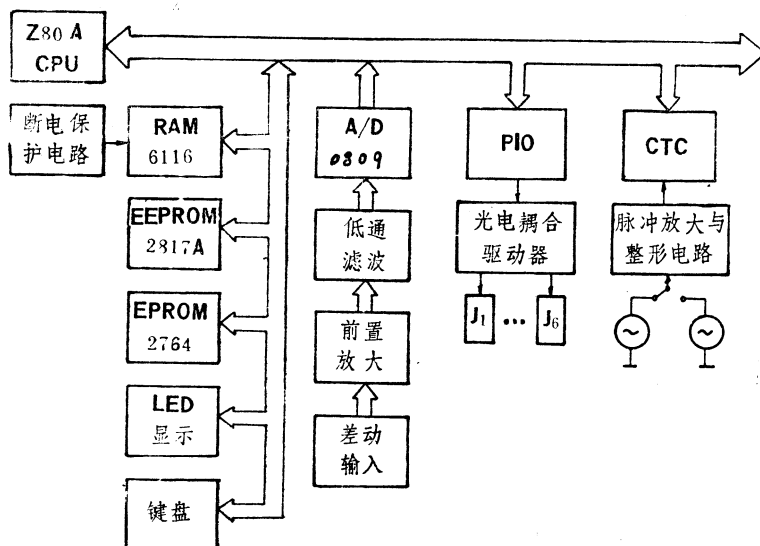 Z80 A
CPU
断电保
护电路
RAM
6116
EEPROM
2817A
EPROM
2764
LED
显示
键盘
A/D
0809
低通
滤波
前置
放大
差动
输入
PIO
光电耦合
驱动器
J1
...
J6
CTC
脉冲放大与
整形电路
~
~